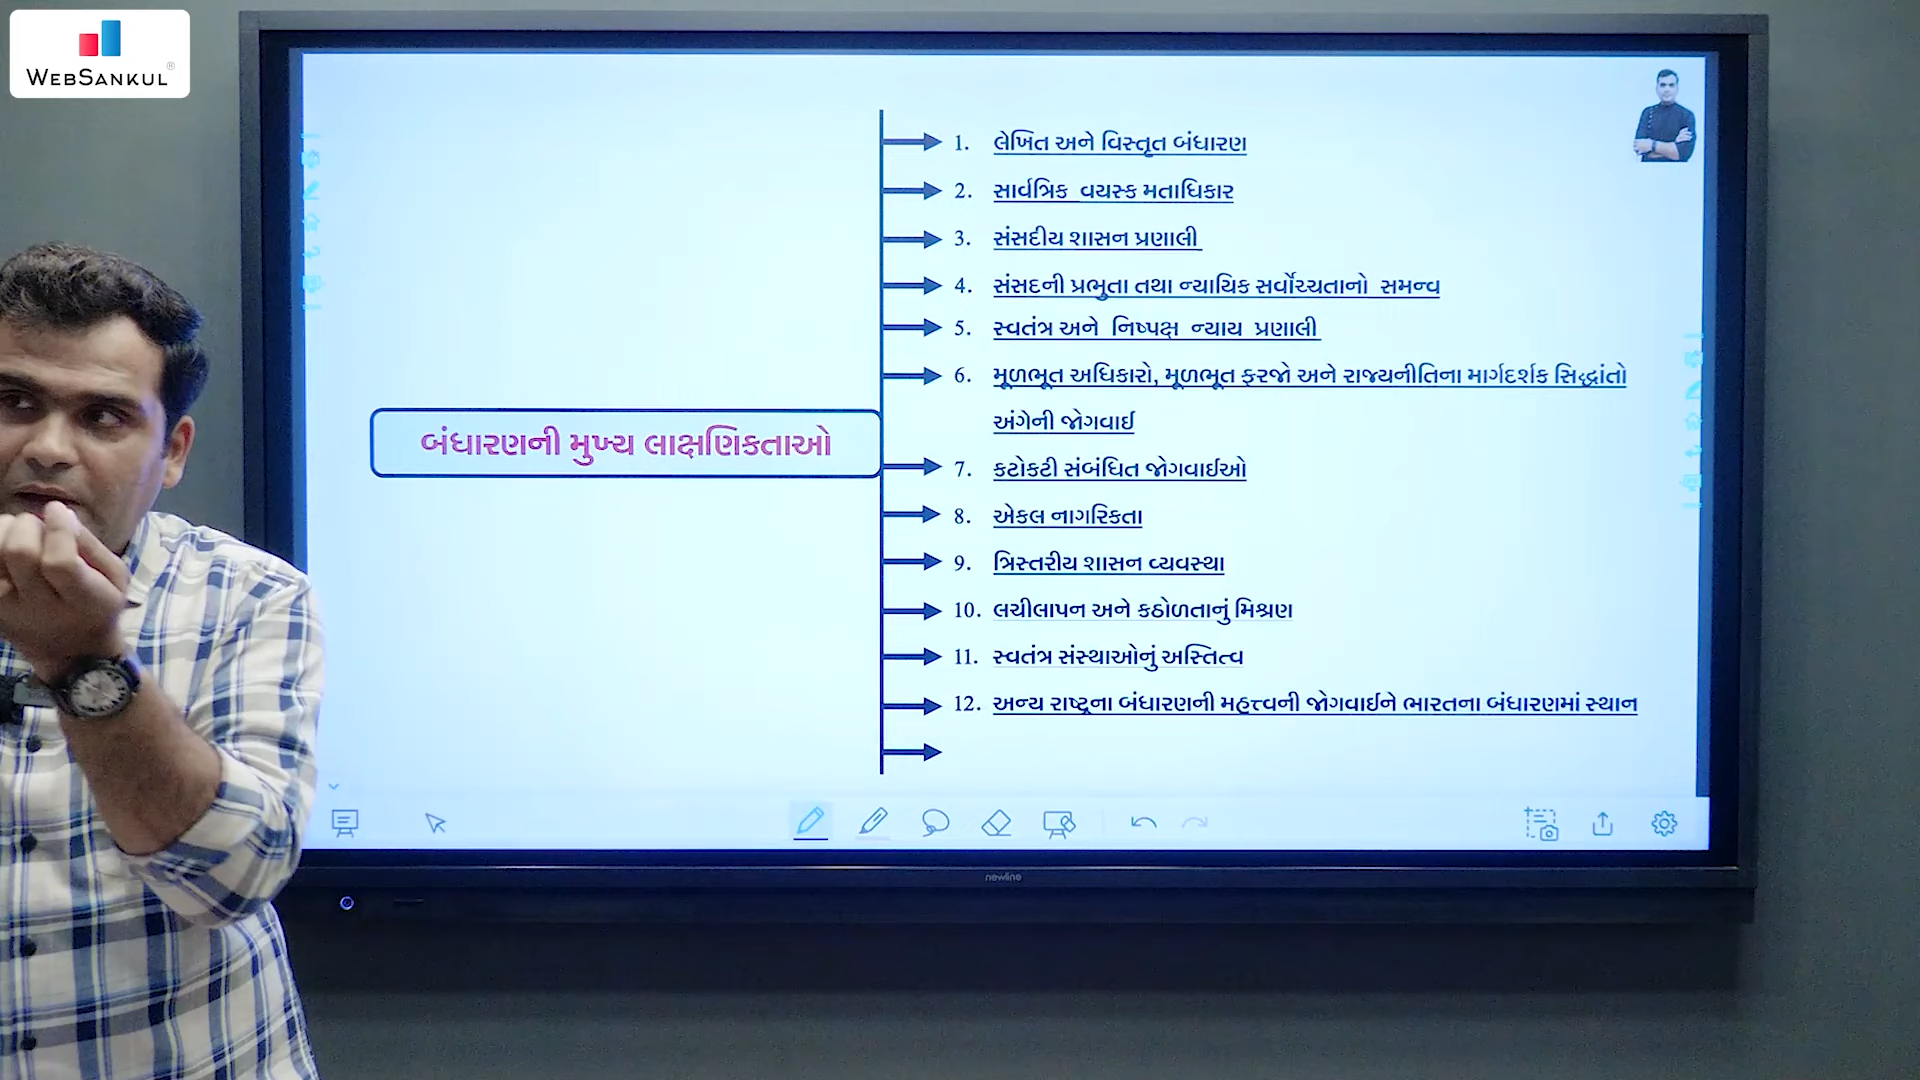 WEBSANKUL
બંધારણની મુખ્ય લાક્ષણિકતાઓ
1. લેખિત અને વિસ્તૃત બંધારણ
2. સાર્વત્રિક વયસ્ક મતાધિકાર
3. સંસદીય શાસન પ્રણાલી
4. સંસદની પ્રભુતા તથા ન્યાયિક સર્વોચ્ચતાનો સમન્વ
5. સ્વતંત્ર અને નિષ્પક્ષ ન્યાય પ્રણાલી
6. મૂળભૂત અધિકારો, મૂળભૂત ફરજો અને રાજ્યનીતિના માર્ગદર્શક સિદ્ધાંતો
અંગેની જોગવાઈ
7. કટોકટી સંબંધિત જોગવાઈઓ
8. એકલ નાગરિકતા
9. ત્રિસ્તરીય શાસન વ્યવસ્થા
10. લચીલાપન અને કઠોળતાનું મિશ્રણ
11. સ્વતંત્ર સંસ્થાઓનું અસ્તિત્વ
12. અન્ય રાષ્ટ્રના બંધારણની મહત્ત્વની જોગવાઈને ભારતના બંધારણમાં સ્થાન
newline